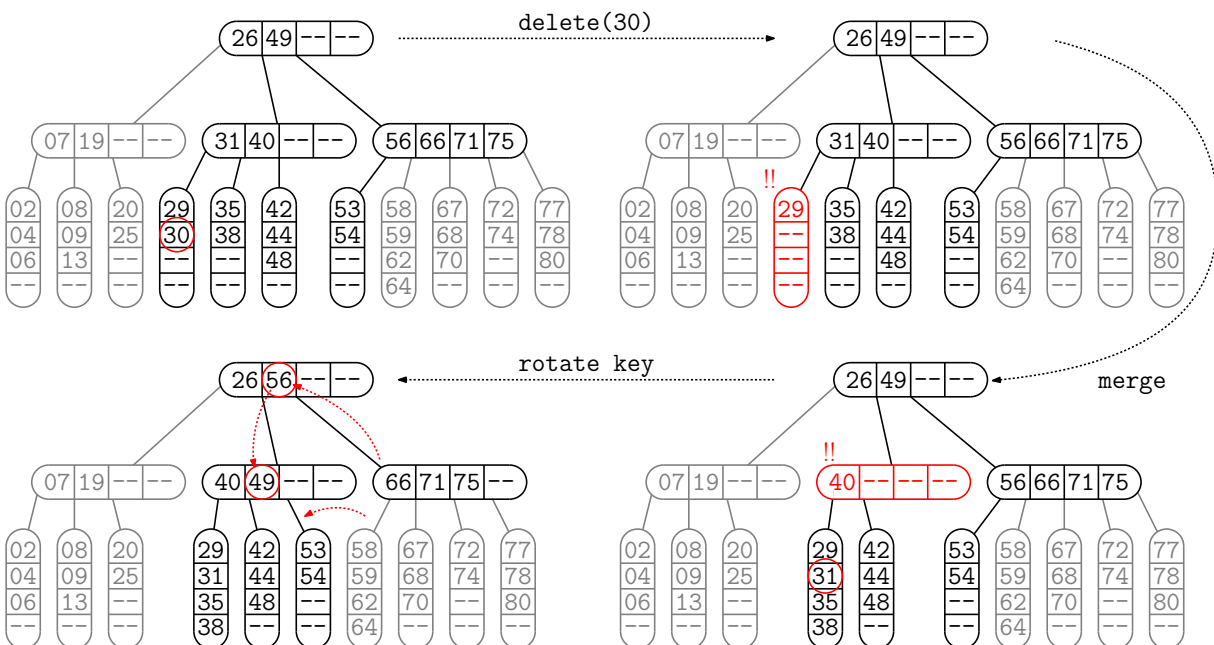 delete(30)
26 49 -- -- 26 49 -- --
07 19 -- -- 31 40 -- -- 56 66 71 75 07 19 -- -- 31 40 -- -- 56 66 71 75
!!
02 08 20 29 35 42 53 58 67 72 77 02 08 20 29 35 42 53 58 67 72 77
04 09 25 30 38 44 54 59 68 74 78 04 09 25 -- 38 44 54 59 68 74 78
06 13 -- -- -- 48 -- 62 70 -- 80 06 13 -- -- -- 48 -- 62 70 -- 80
-- -- -- -- -- -- -- 64 -- -- -- -- -- -- -- -- -- -- 64 -- -- --
rotate key
26 56 -- -- 26 49 -- -- merge
!!
07 19 -- -- 40 49 -- -- 66 71 75 -- 07 19 -- -- 40 -- -- -- 56 66 71 75
02 08 20 29 42 53 58 67 72 77 02 08 20 29 42 53 58 67 72 77
04 09 25 31 44 54 59 68 74 78 04 09 25 31 44 54 59 68 74 78
06 13 -- 35 48 -- 62 70 -- 80 06 13 -- 35 48 -- 62 70 -- 80
-- -- -- 38 -- -- 64 -- -- -- -- -- -- 38 -- -- 64 -- -- --